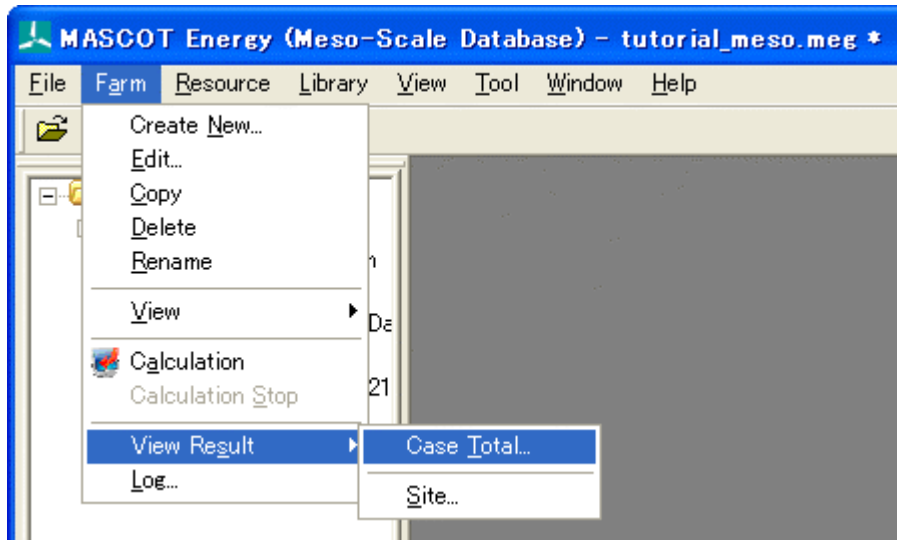 MASCOT Energy (Meso-Scale Database) - tutorial_meso.meg *
File Farm Resource Library View Tool Window Help
Create New...
Edit...
Copy
Delete
Rename
View
Calculation
Calculation Stop
21
View Result
Case Total...
Log...
Site...